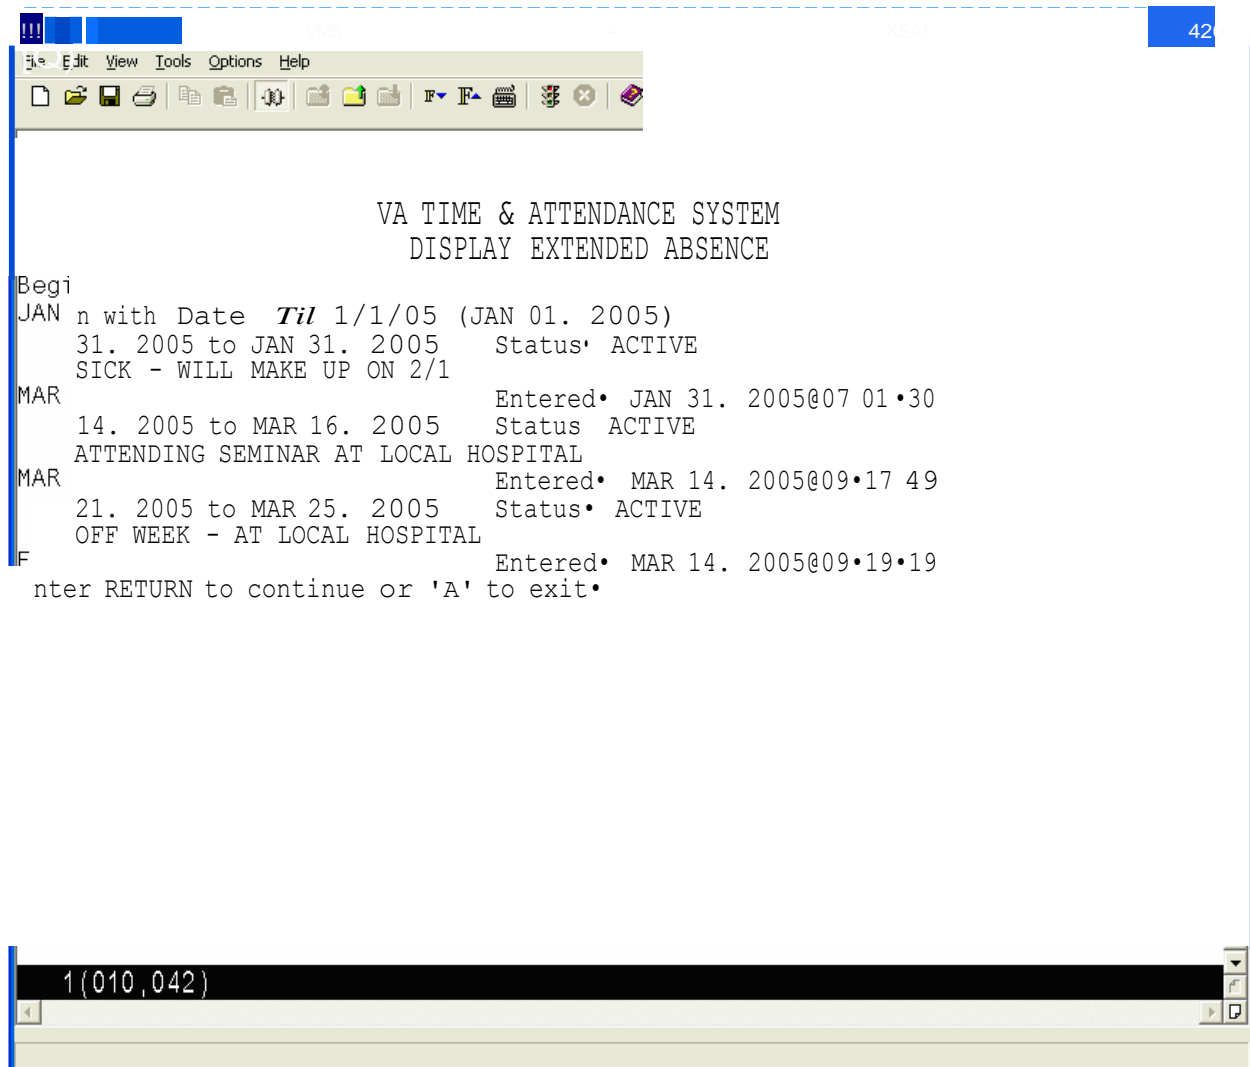 !!!
VMS - KEA! 420
File Edit View Tools Options Help
VA TIME & ATTENDANCE SYSTEM
DISPLAY EXTENDED ABSENCE
Begi
JAN n with Date Til 1/1/05 (JAN 01. 2005)
31. 2005 to JAN 31. 2005 Status• ACTIVE
SICK - WILL MAKE UP ON 2/1
MAR Entered• JAN 31. 2005@07 01•30
14. 2005 to MAR 16. 2005 Status ACTIVE
ATTENDING SEMINAR AT LOCAL HOSPITAL
MAR Entered• MAR 14. 2005@09•17 49
21. 2005 to MAR 25. 2005 Status• ACTIVE
OFF WEEK - AT LOCAL HOSPITAL
E Entered• MAR 14. 2005@09•19•19
nter RETURN to continue or 'A' to exit•
1(010,042)